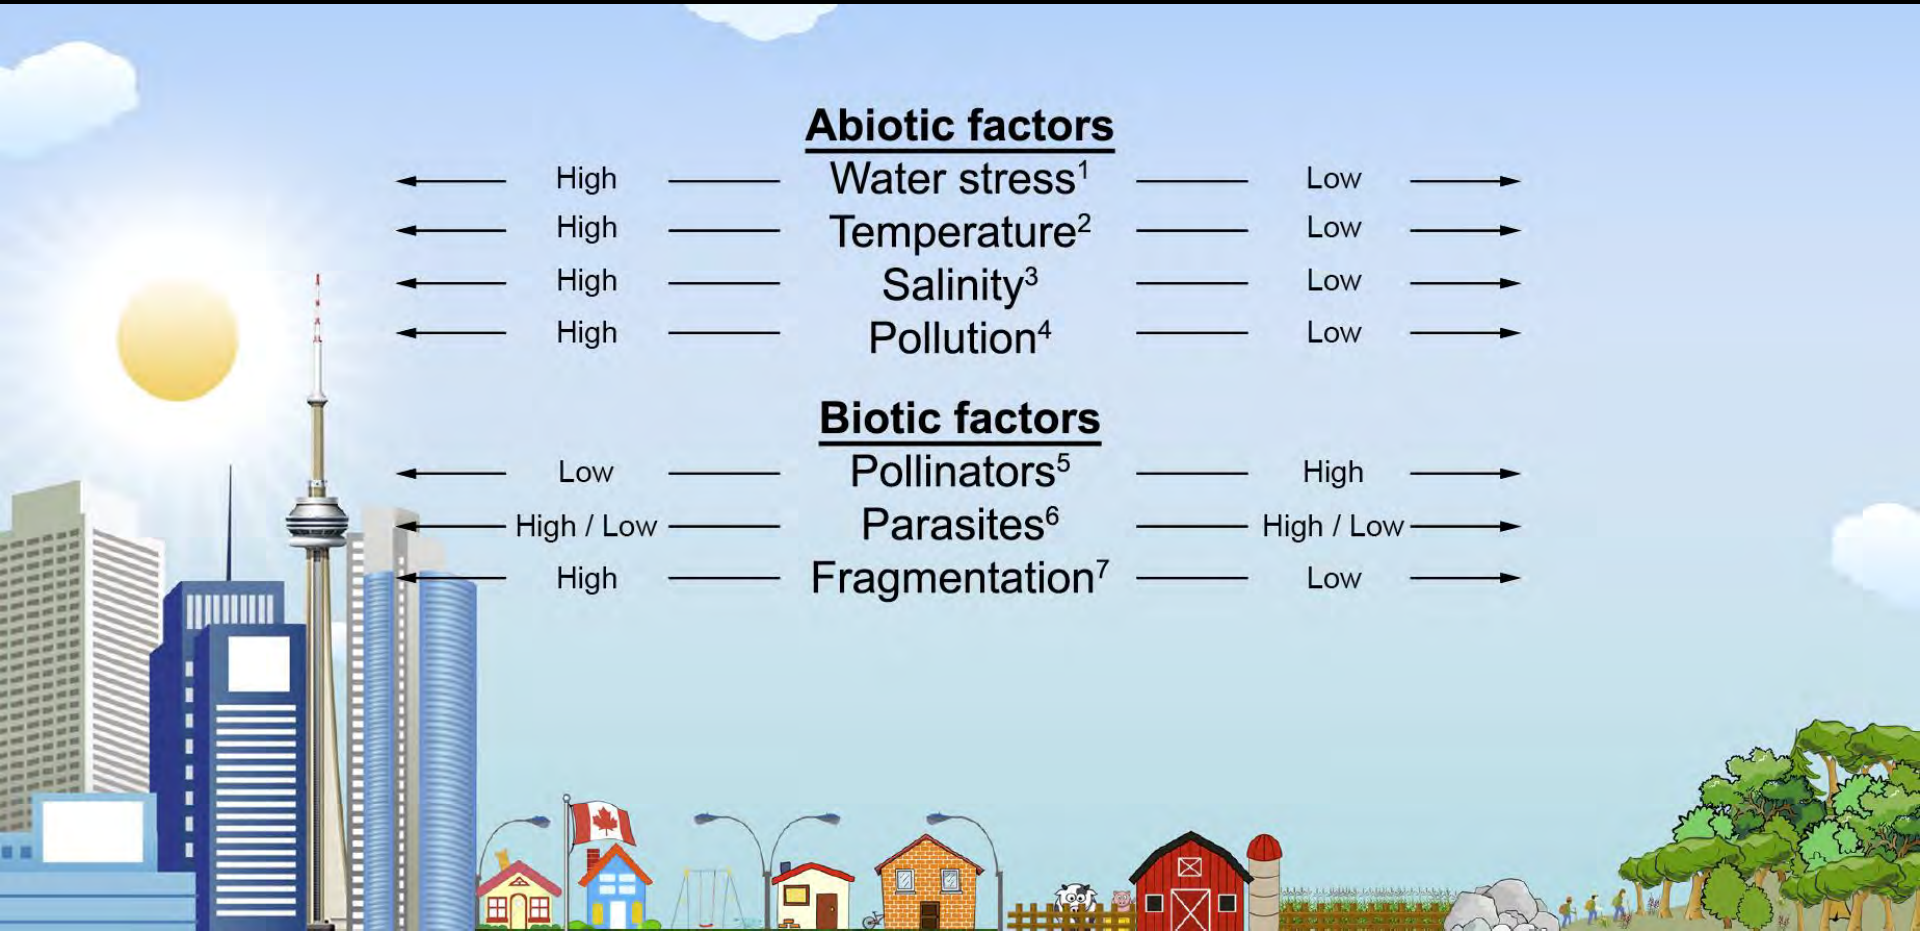 Abiotic factors
High Water stress¹ Low
High Temperature² Low
High Salinity³ Low
High Pollution⁴ Low
Biotic factors
Low Pollinators⁵ High
High / Low Parasites⁶ High / Low
High Fragmentation⁷ Low